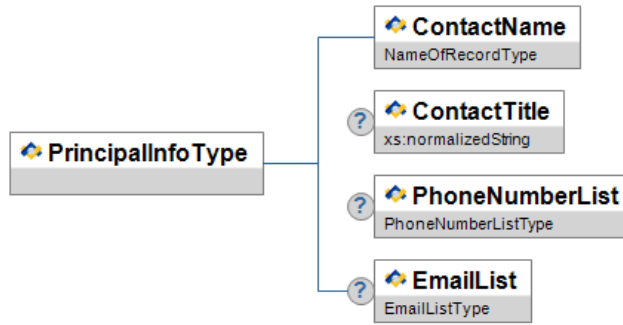 ContactName
NameOfRecordType
?
ContactTitle
xs:normalizedString
PrincipalInfoType
?
PhoneNumberList
PhoneNumberListType
?
EmailList
EmailListType